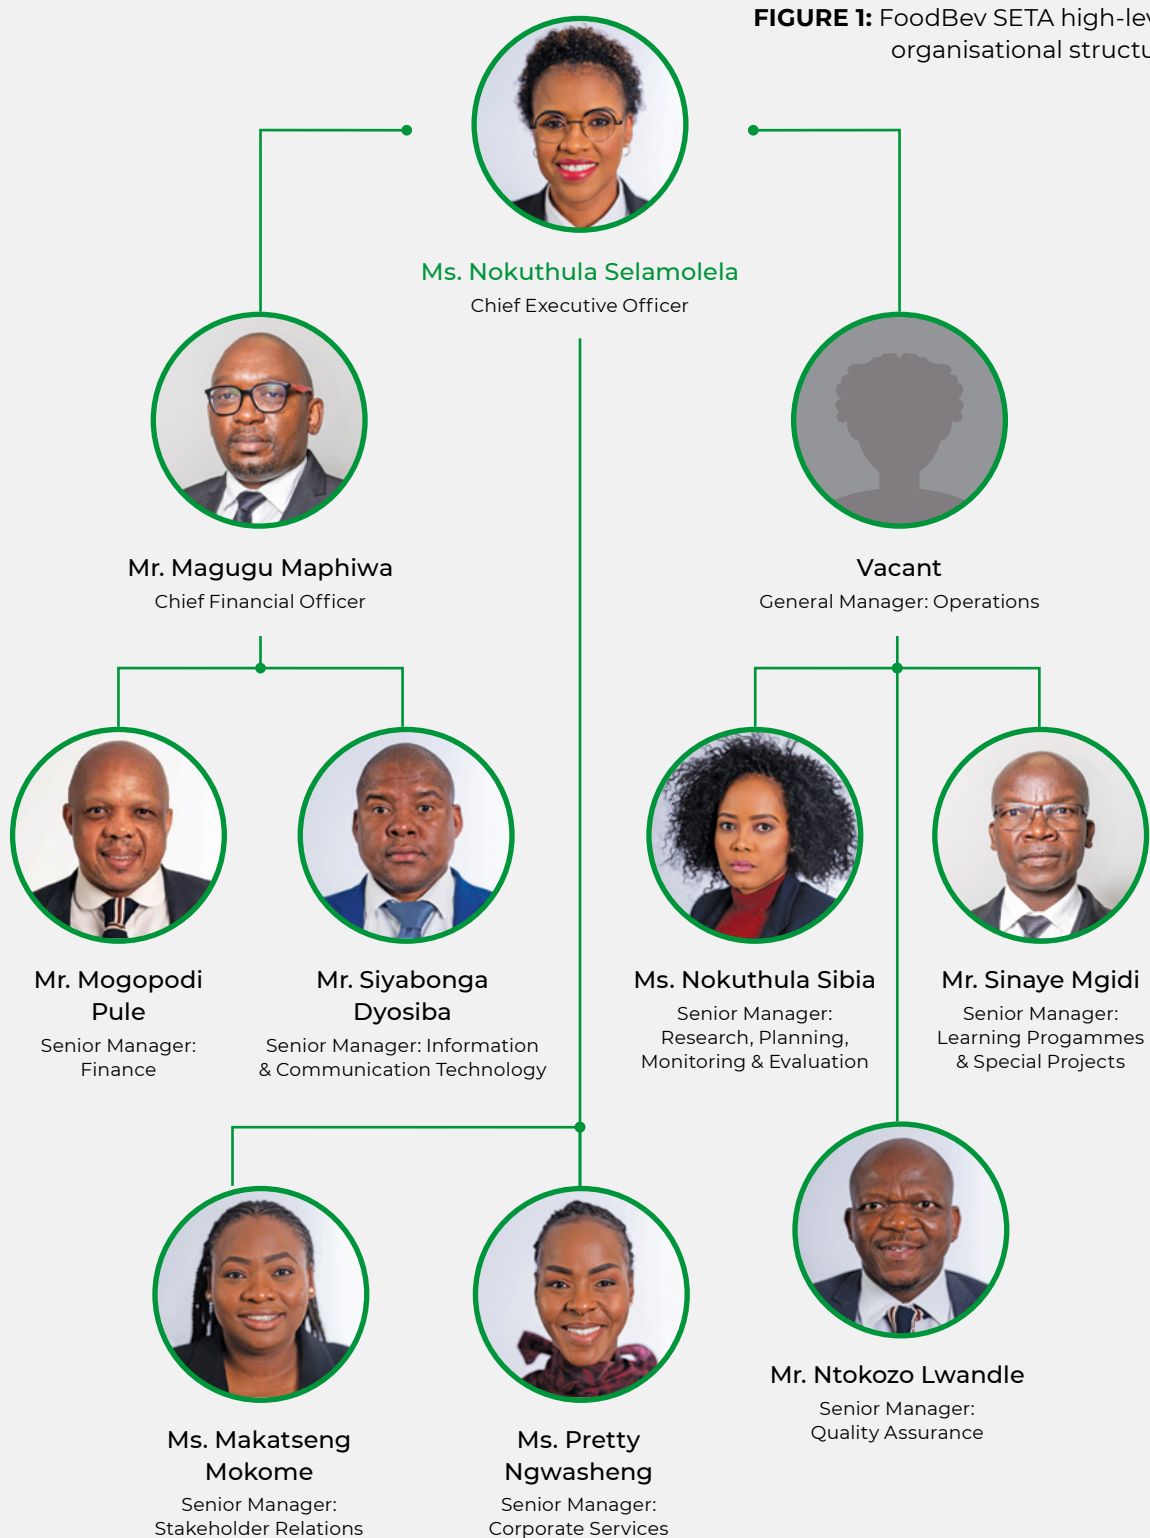 FIGURE 1: FoodBev SETA high-lev
organisational structu
Ms. Nokuthula Selamolela
Chief Executive Officer
Mr. Magugu Maphiwa
Chief Financial Officer
Vacant
General Manager: Operations
Mr. Mogopodi
Pule
Senior Manager:
Finance
Mr. Siyabonga
Dyosiba
Senior Manager: Information
& Communication Technology
Ms. Nokuthula Sibia
Senior Manager:
Research, Planning,
Monitoring & Evaluation
Mr. Sinaye Mgidi
Senior Manager:
Learning Progammes
& Special Projects
Mr. Ntokozo Lwandle
Senior Manager:
Quality Assurance
Ms. Makatseng
Mokome
Senior Manager:
Stakeholder Relations
Ms. Pretty
Ngwasheng
Senior Manager:
Corporate Services